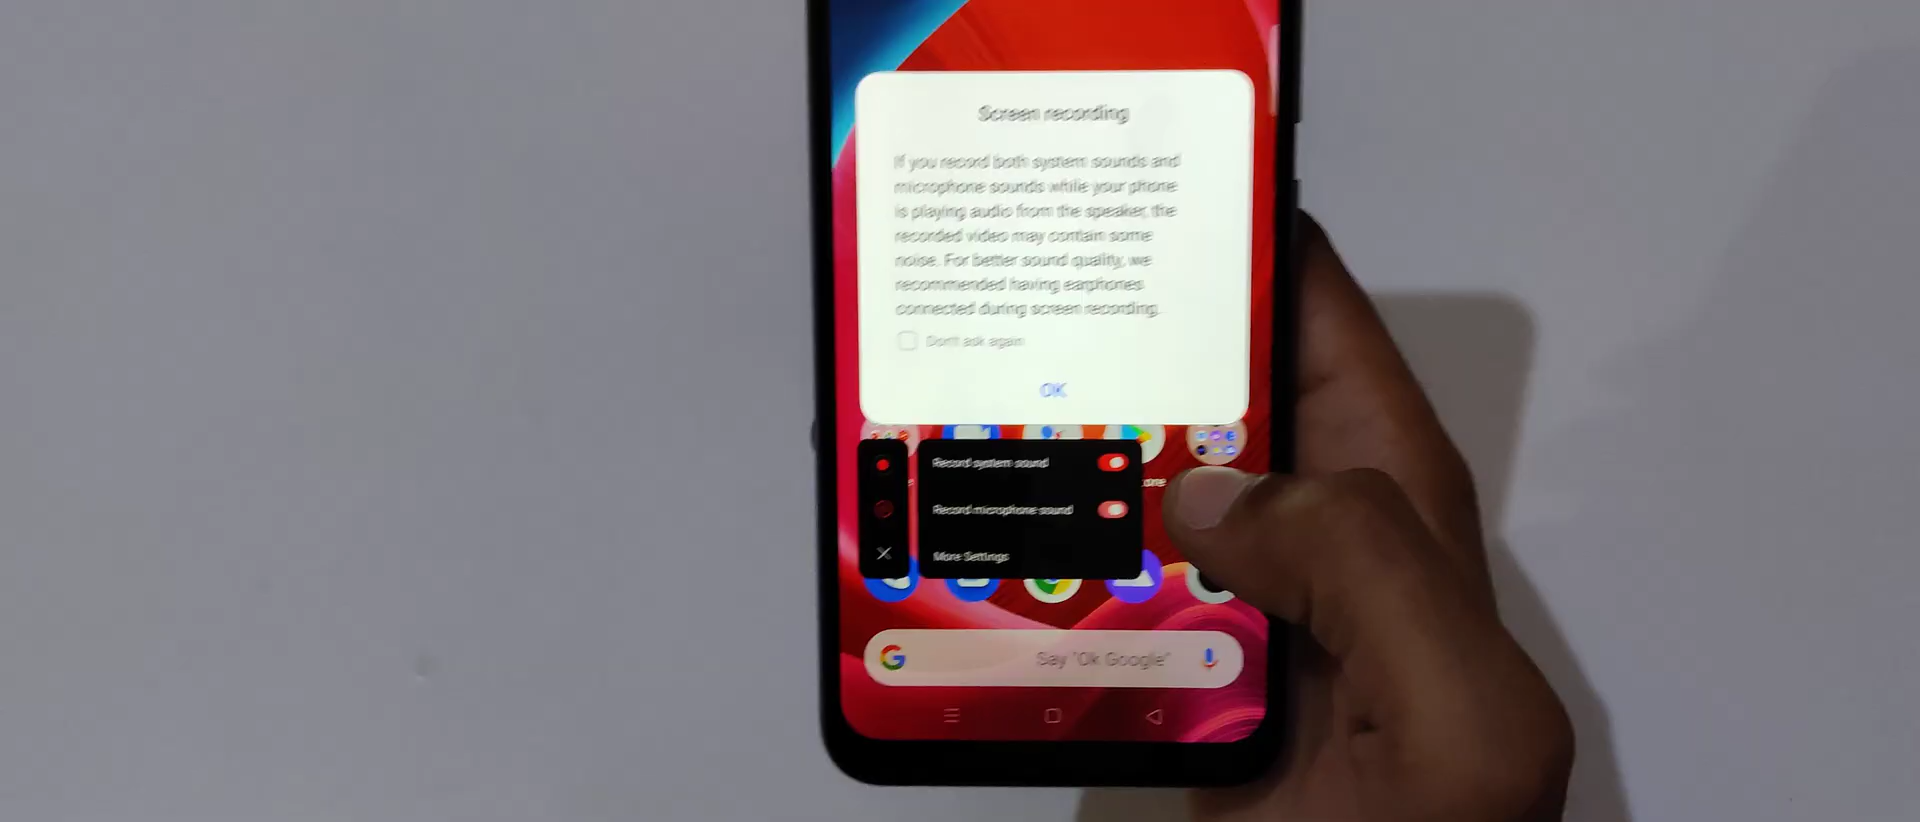 Screen recording
If you record both system sounds and
microphone sounds while your phone
is playing audio from the speaker, the
recorded video may contain some
noise. For better sound quality, we
recommended having earphones
connected during screen recording.
Don't ask again
OK
Record system sound
Record microphone sound
More Settings
Say "Ok Google"